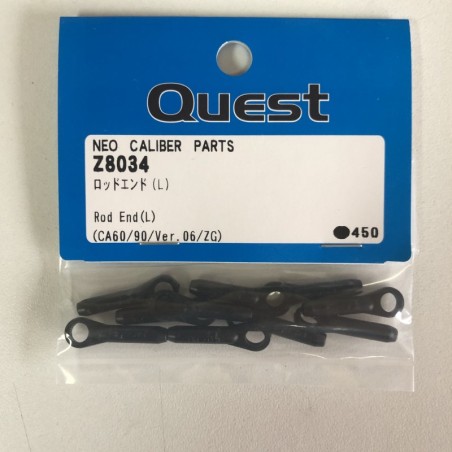 Quest
NEO CALIBER PARTS
Z8034
ロッドエンド(L)
Rod End(L)
(CA60/90/Ver.06/ZG)
●450